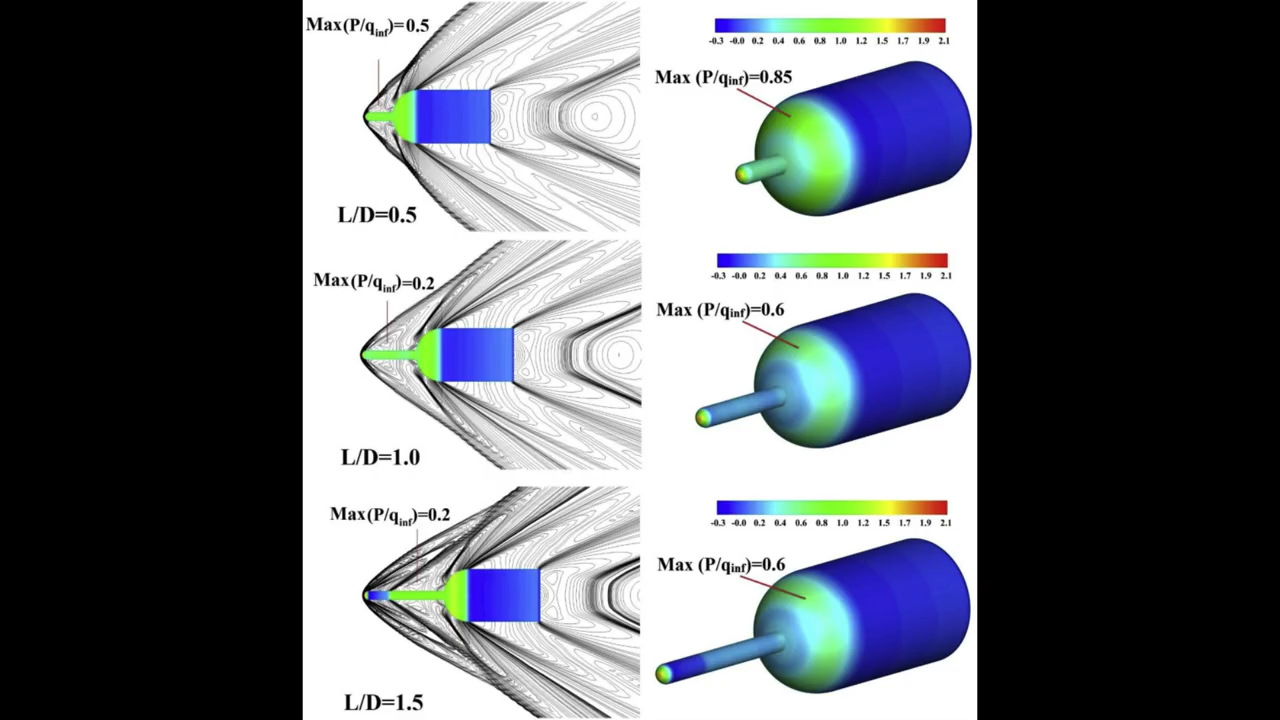 Max(P/qinf)=0.5
L/D=0.5
-0.3 -0.0 0.2 0.4 0.6 0.8 1.0 1.2 1.5 1.7 1.9 2.1
Max (P/qinf)=0.85
Max(P/qinf)=0.2
L/D=1.0
-0.3 -0.0 0.2 0.4 0.6 0.8 1.0 1.2 1.5 1.7 1.9 2.1
Max (P/qinf)=0.6
Max(P/qinf)=0.2
L/D=1.5
-0.3 -0.0 0.2 0.4 0.6 0.8 1.0 1.2 1.5 1.7 1.9 2.1
Max (P/qinf)=0.6